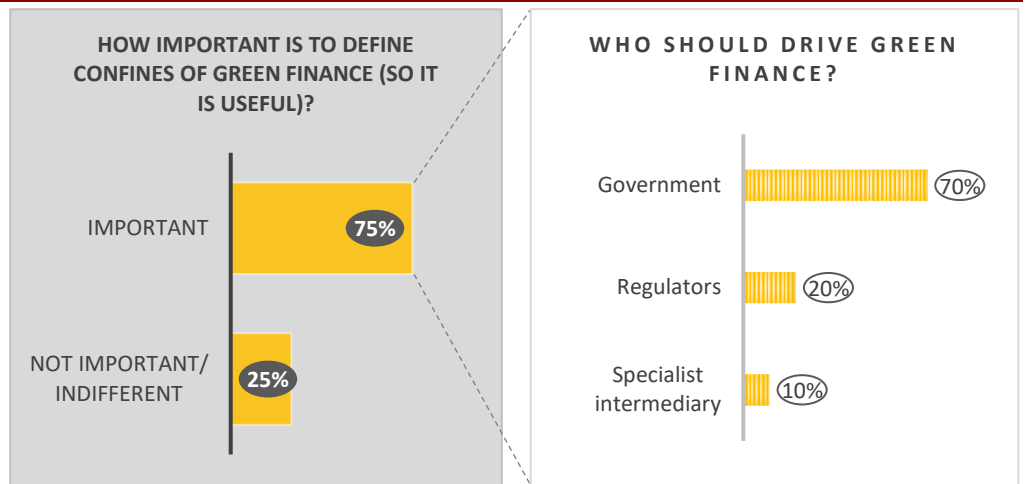 HOW IMPORTANT IS TO DEFINE
CONFINES OF GREEN FINANCE (SO IT
IS USEFUL)?
IMPORTANT
75%
NOT IMPORTANT/
INDIFFERENT
25%
WHO SHOULD DRIVE GREEN
FINANCE?
Government
70%
Regulators
20%
Specialist
intermediary
10%